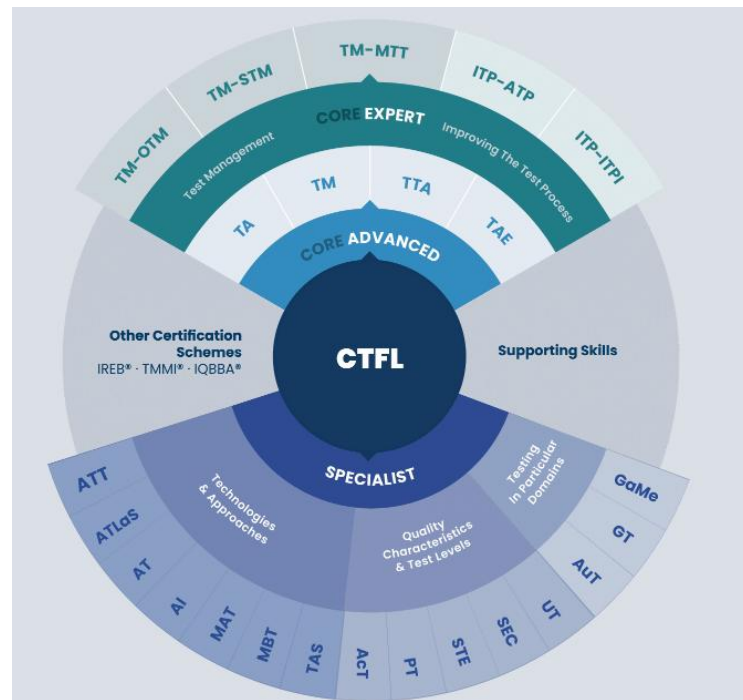 TM-OTM
TM-STM
TM-MTT
ITP-ATP
ITP-ITPI
CORE EXPERT
Test Management
Improving The Test Process
TA
TM
TTA
TAE
CORE ADVANCED
Other Certification
Schemes
IREB® · TMMI® · IQBBA®
CTFL
Supporting Skills
SPECIALIST
Technologies
& Approaches
Quality
Characteristics
& Test Levels
Testing
In Particular
Domains
ATT
ATLaS
AT
AI
MAT
MBT
TAS
AcT
PT
STE
SEC
UT
AuT
GT
GaMe